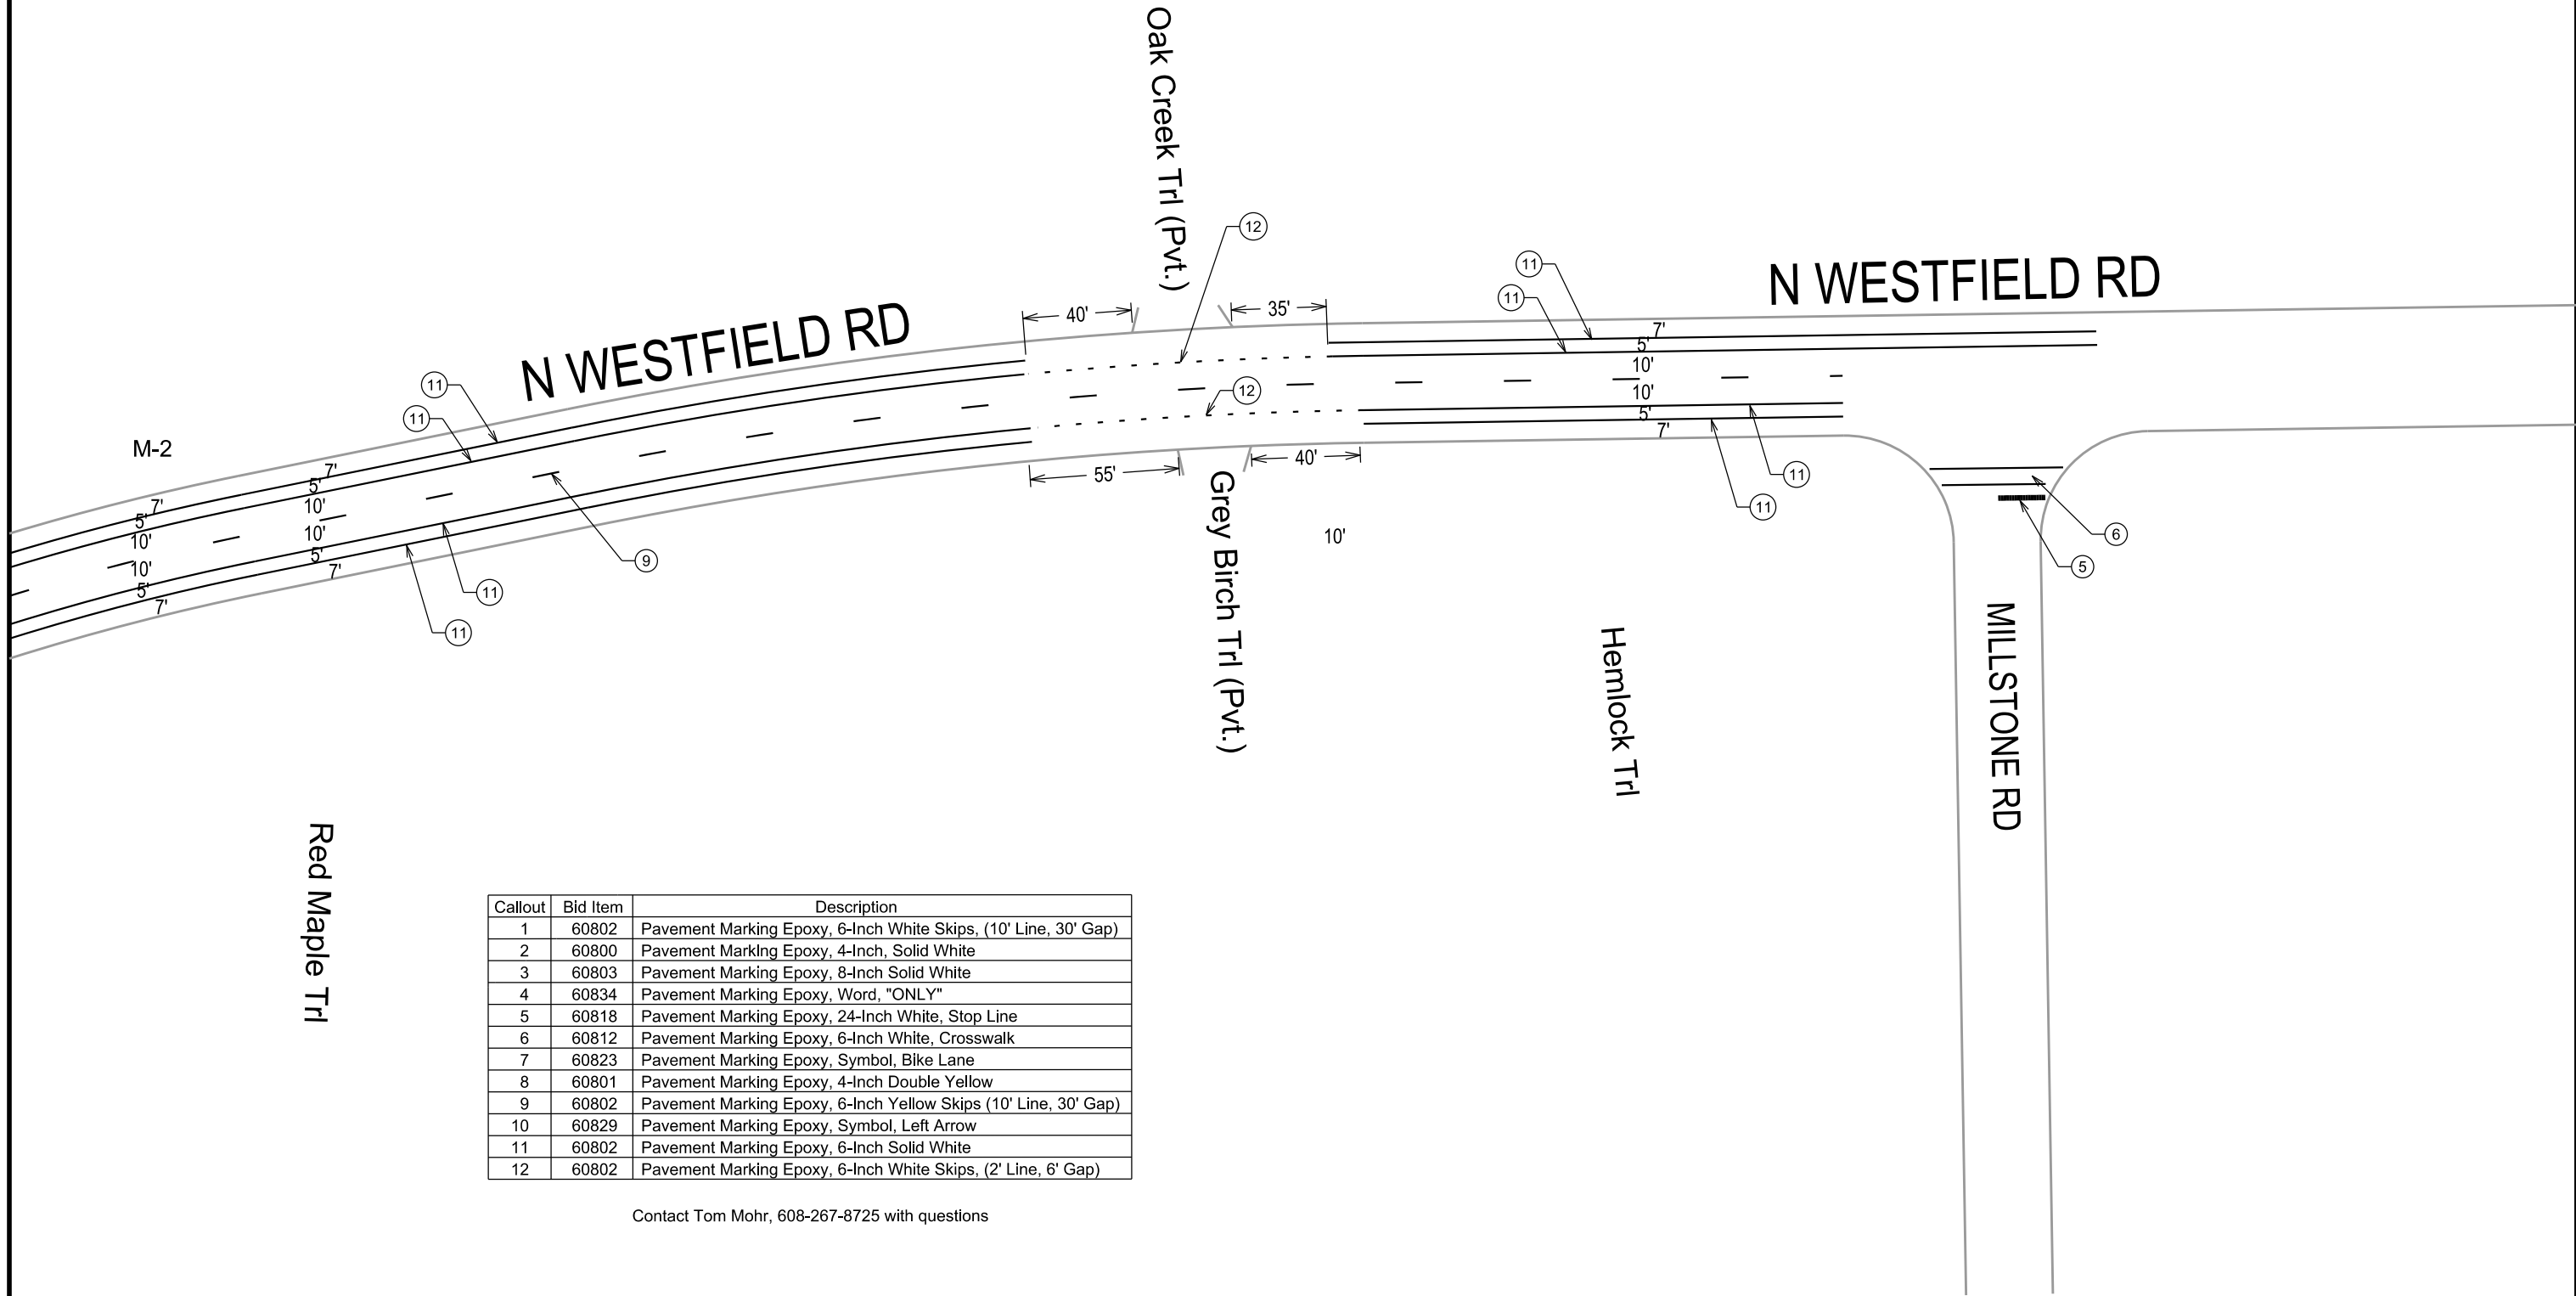 Oak Creek Trl (Pvt.)
12
11
11
N WESTFIELD RD
40'
35'
N WESTFIELD RD
7'
5'
10'
10'
5'
7'
11
11
12
M-2
7'
5'
10'
10'
5'
7'
7'
5'
10'
10'
5'
7'
9
11
11
55'
40'
10'
11
11
6
5
Grey Birch Trl (Pvt.)
Hemlock Trl
MILLSTONE RD
Red Maple Trl
Callout Bid Item Description
1 60802 Pavement Marking Epoxy, 6-Inch White Skips, (10' Line, 30' Gap)
2 60800 Pavement Marking Epoxy, 4-Inch, Solid White
3 60803 Pavement Marking Epoxy, 8-Inch Solid White
4 60834 Pavement Marking Epoxy, Word, "ONLY"
5 60818 Pavement Marking Epoxy, 24-Inch White, Stop Line
6 60812 Pavement Marking Epoxy, 6-Inch White, Crosswalk
7 60823 Pavement Marking Epoxy, Symbol, Bike Lane
8 60801 Pavement Marking Epoxy, 4-Inch Double Yellow
9 60802 Pavement Marking Epoxy, 6-Inch Yellow Skips (10' Line, 30' Gap)
10 60829 Pavement Marking Epoxy, Symbol, Left Arrow
11 60802 Pavement Marking Epoxy, 6-Inch Solid White
12 60802 Pavement Marking Epoxy, 6-Inch White Skips, (2' Line, 6' Gap)
Contact Tom Mohr, 608-267-8725 with questions